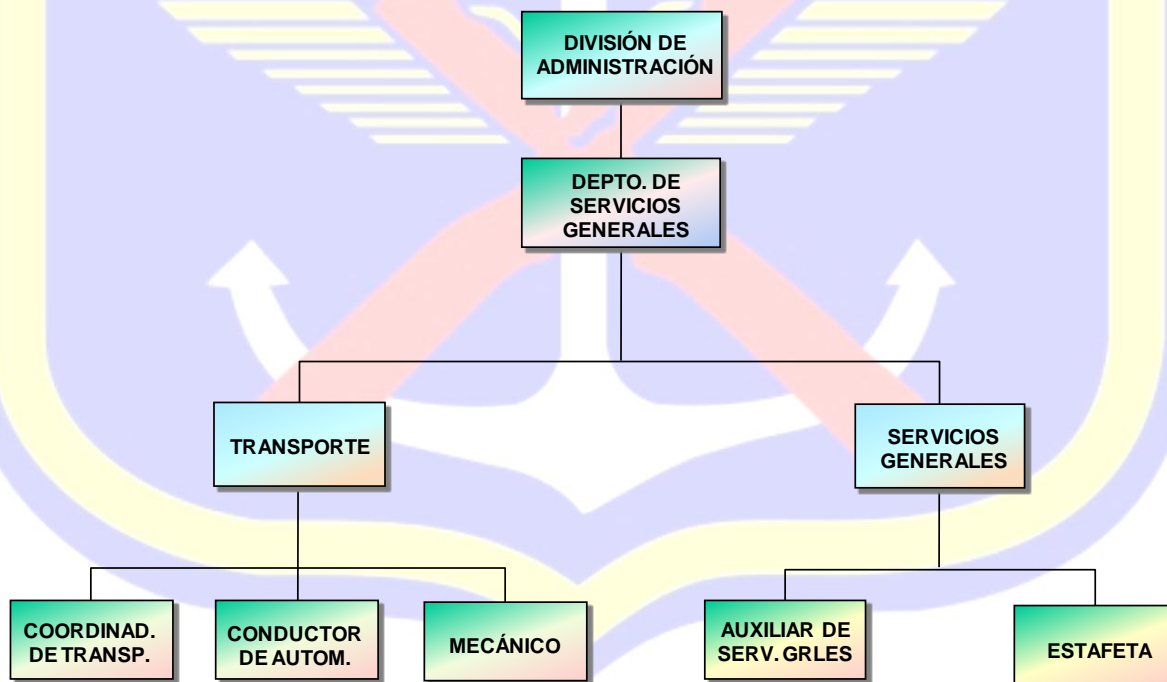 DIVISIÓN DE
ADMINISTRACIÓN
DEPTO. DE
SERVICIOS
GENERALES
TRANSPORTE
SERVICIOS
GENERALES
COORDINAD.
DE TRANSP.
CONDUCTOR
DE AUTOM.
MECÁNICO
AUXILIAR DE
SERV. GRLES
ESTAFETA